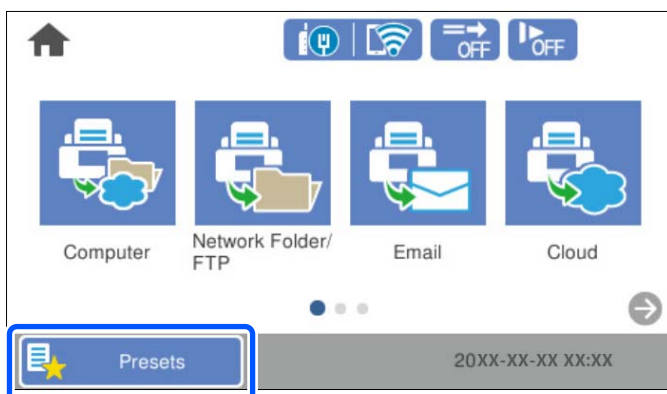 OFF
OFF
Computer
Network Folder/
FTP
Email
Cloud
Presets
20XX-XX-XX XX:XX